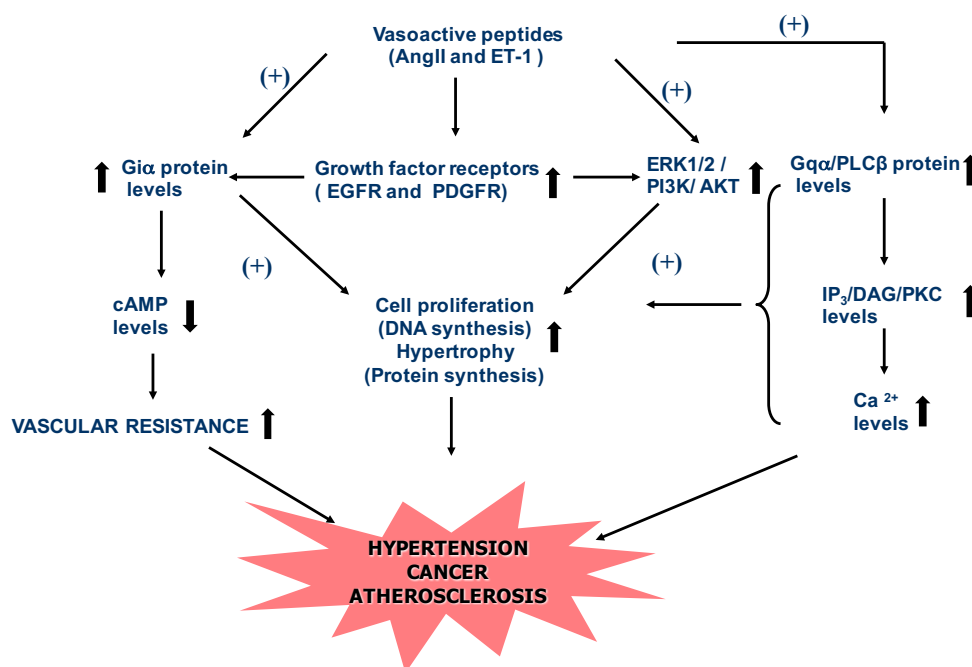 Vasoactive peptides
(AngII and ET-1 )
(+)
(+)
(+)
Giα protein
levels
Growth factor receptors
( EGFR and PDGFR)
ERK1/2 /
PI3K/ AKT
Gqα/PLCβ protein
levels
(+)
(+)
cAMP
levels
Cell proliferation
(DNA synthesis)
Hypertrophy
(Protein synthesis)
IP₃/DAG/PKC
levels
VASCULAR RESISTANCE
Ca ²⁺
levels
HYPERTENSION
CANCER
ATHEROSCLEROSIS